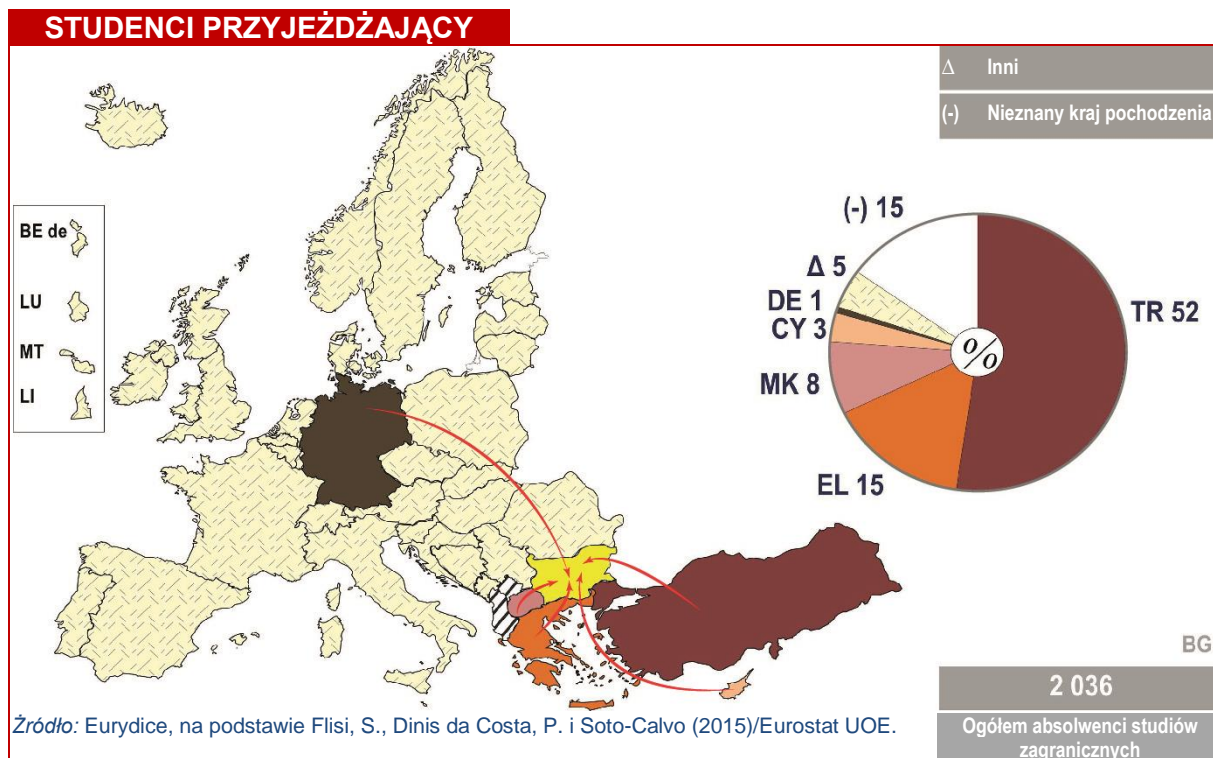 STUDENCI PRZYJEŻDŻAJĄCY
Δ Inni
(-) Nieznany kraj pochodzenia
BE de
LU
MT
LI
(-) 15
Δ 5
DE 1
CY 3
MK 8
EL 15
TR 52
%
BG
2 036
Ogółem absolwenci studiów
zagranicznych
Źródło: Eurydice, na podstawie Flisi, S., Dinis da Costa, P. i Soto-Calvo (2015)/Eurostat UOE.